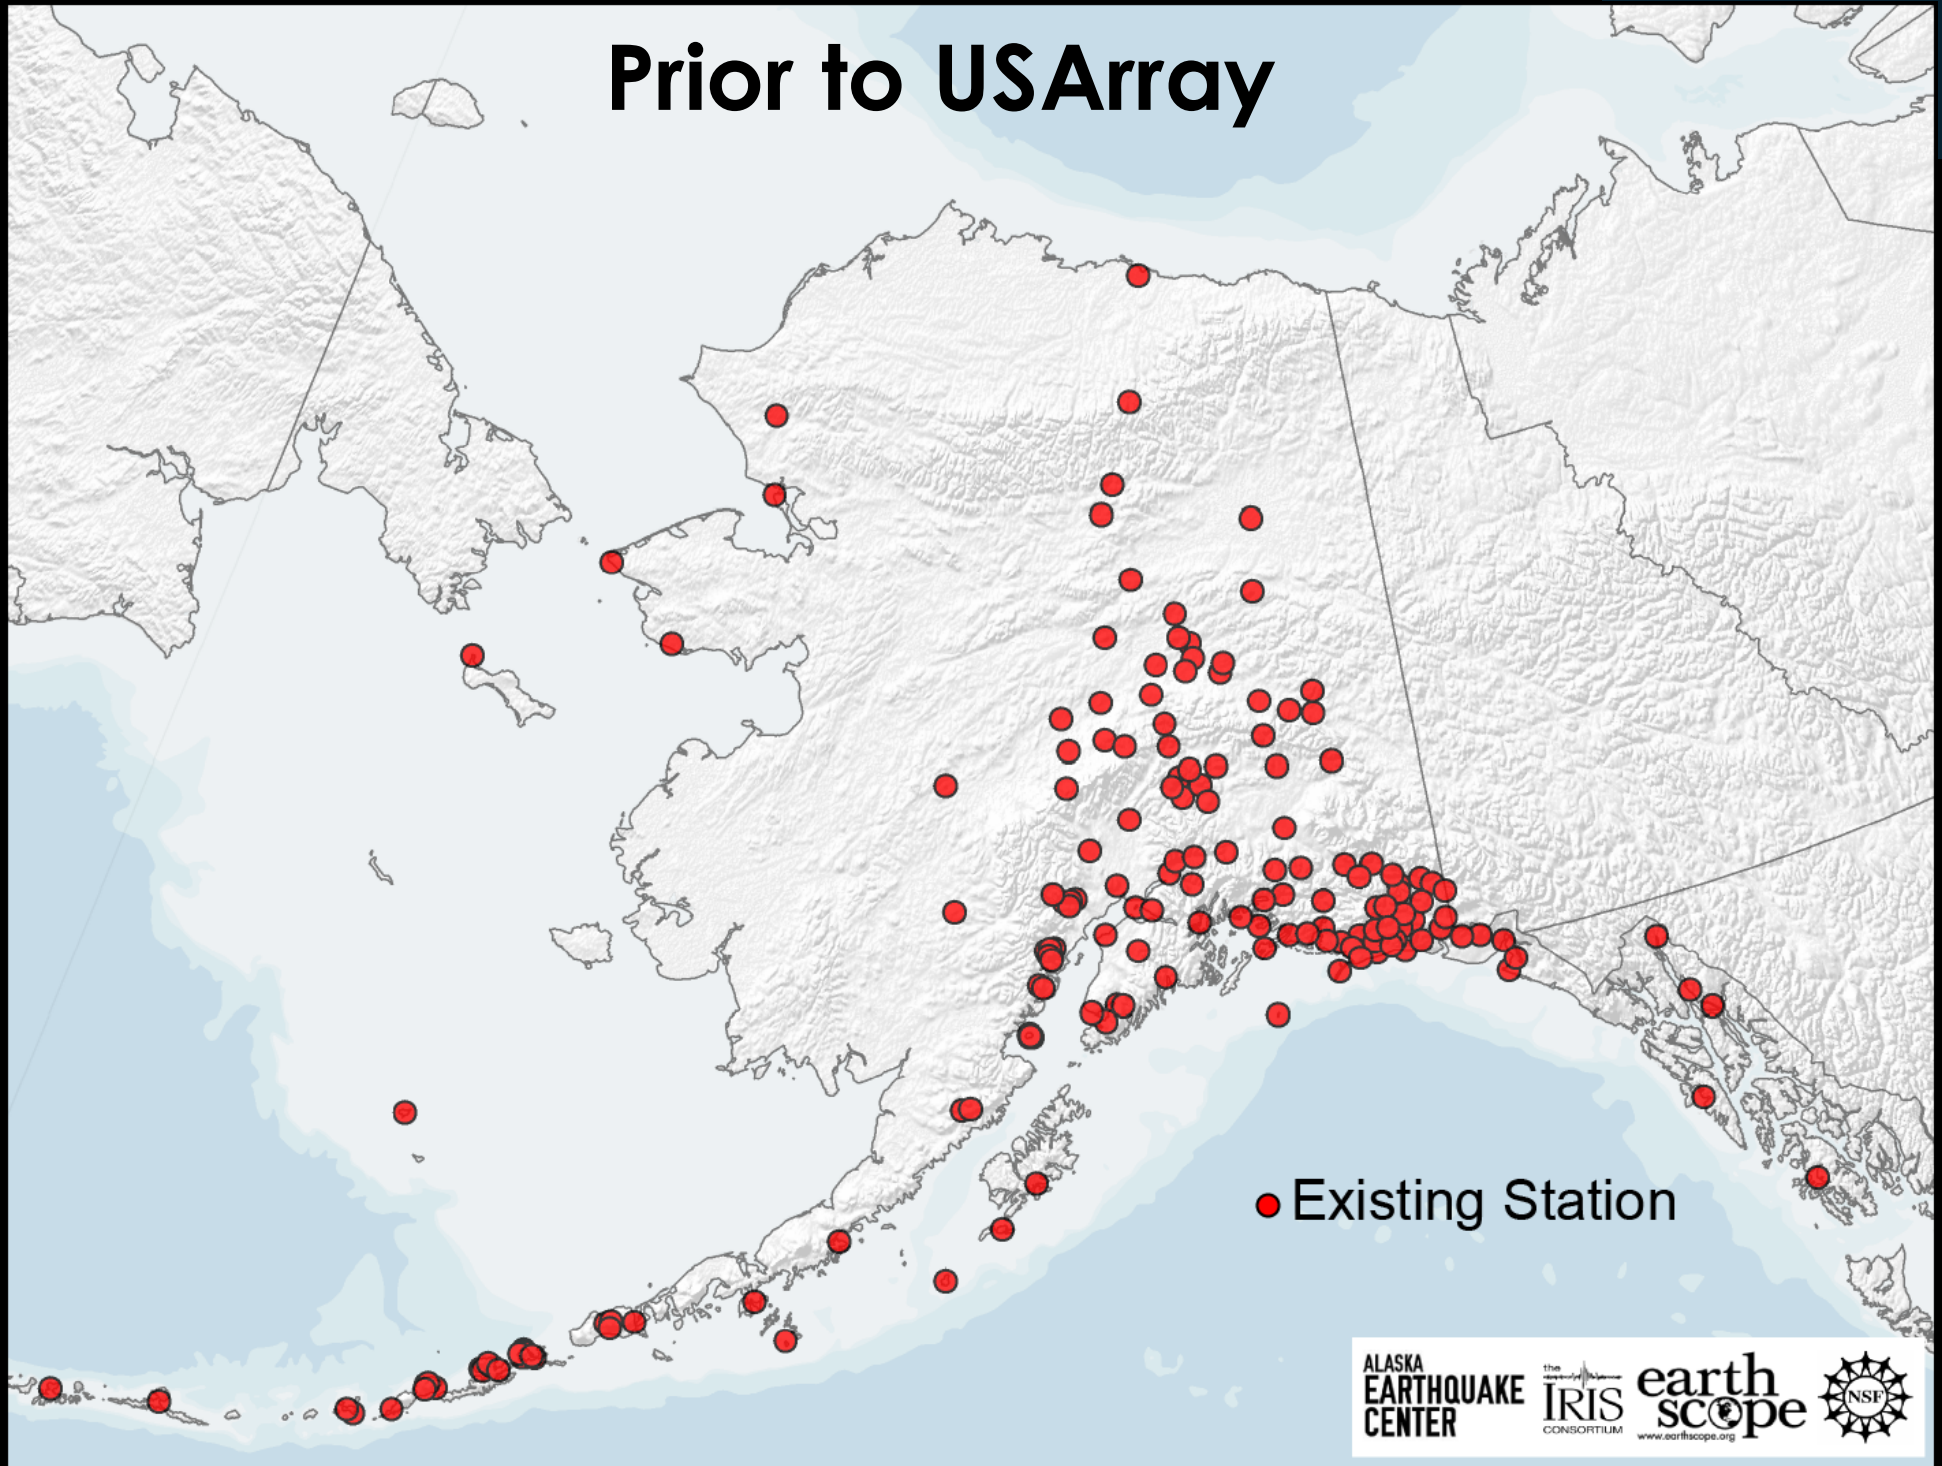 Prior to USArray
Existing Station
ALASKA
EARTHQUAKE
CENTER
the
IRIS
CONSORTIUM
earth
scope
www.earthscope.org
NSF